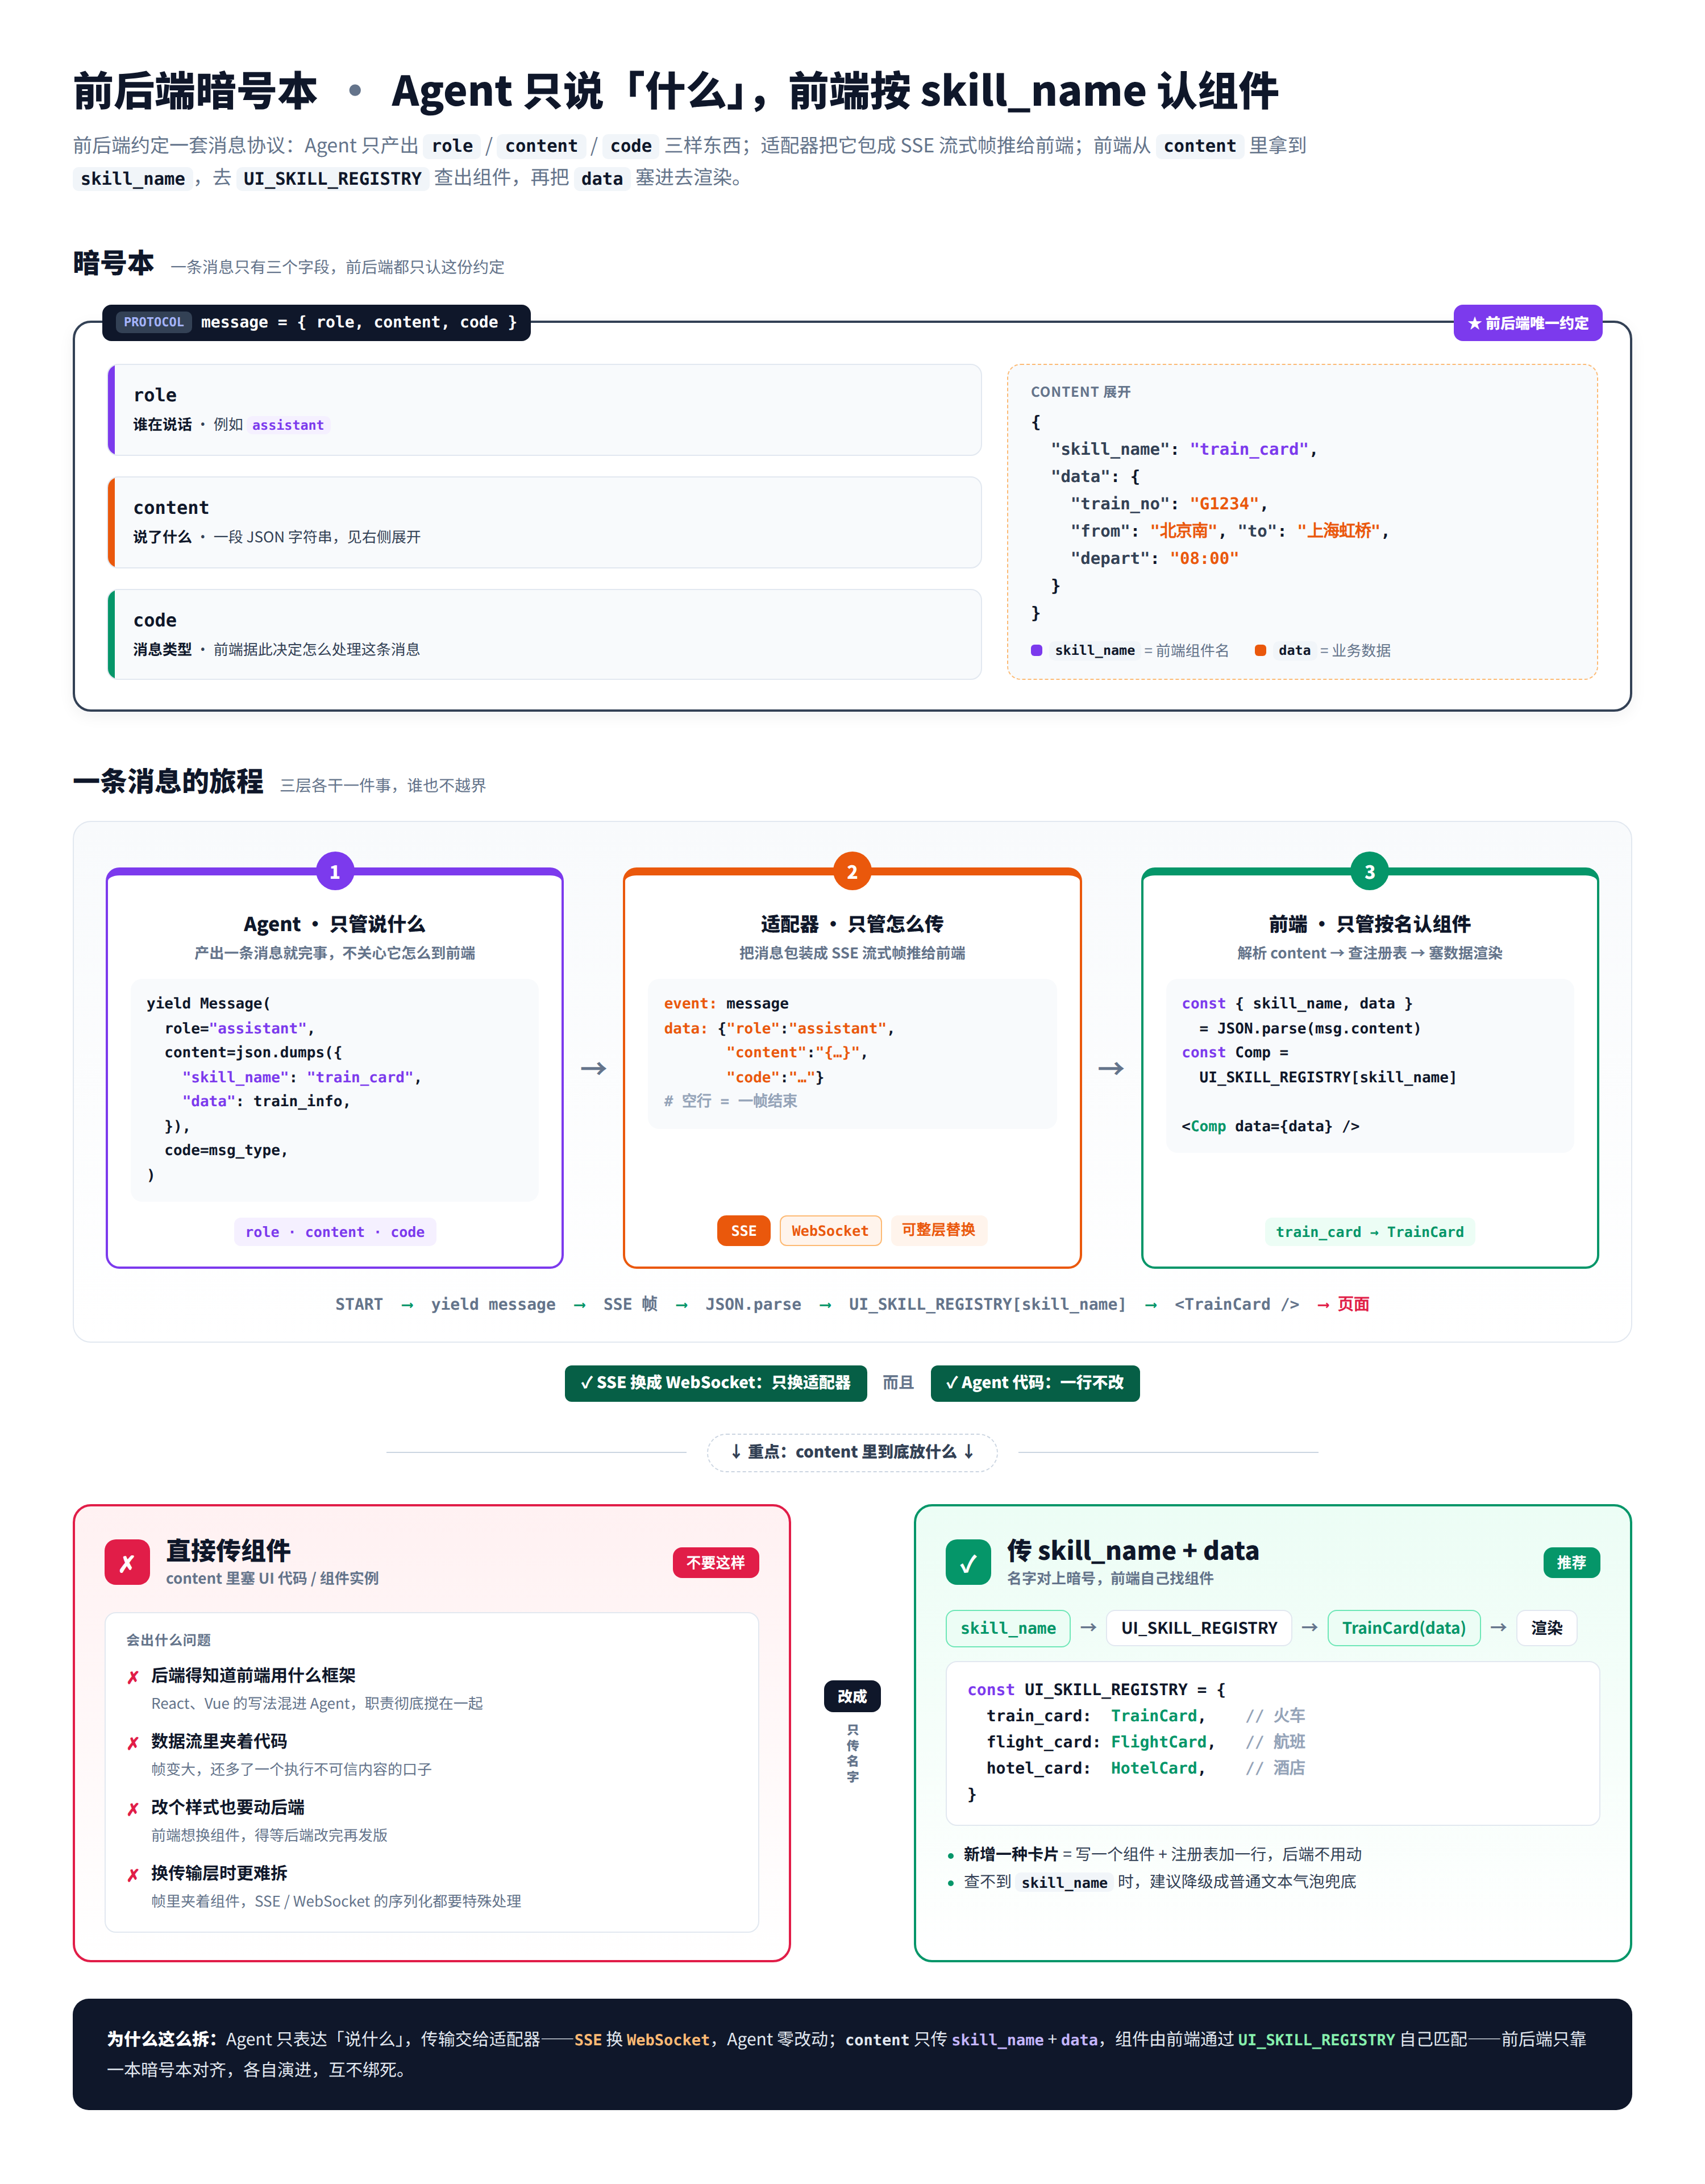 前后端暗号本 • Agent 只说「什么」，前端按 skill_name 认组件
前后端约定一套消息协议：Agent 只产出 role / content / code 三样东西；适配器把它包成 SSE 流式帧推给前端；前端从 content 里拿到
skill_name ，去 UI_SKILL_REGISTRY 查出组件，再把 data 塞进去渲染。
暗号本 一条消息只有三个字段，前后端都只认这份约定
PROTOCOL message = { role, content, code }
★ 前后端唯一约定
role
谁在说话 · 例如 assistant
content
说了什么 · 一段 JSON 字符串，见右侧展开
code
消息类型 · 前端据此决定怎么处理这条消息
CONTENT 展开
{
"skill_name": "train_card",
"data": {
"train_no": "G1234",
"from": "北京南", "to": "上海虹桥",
"depart": "08:00"
}
}
skill_name = 前端组件名 data = 业务数据
一条消息的旅程 三层各干一件事，谁也不越界
1
Agent · 只管说什么
产出一条消息就完事，不关心它怎么到前端
yield Message(
role="assistant",
content=json.dumps({
"skill_name": "train_card",
"data": train_info,
}),
code=msg_type,
)
role · content · code
→
2
适配器 · 只管怎么传
把消息包装成 SSE 流式帧推给前端
event: message
data: {"role":"assistant",
"content":"{…}",
"code":"…"}
# 空行 = 一帧结束
SSE WebSocket 可整层替换
→
3
前端 · 只管按名认组件
解析 content → 查注册表 → 塞数据渲染
const { skill_name, data }
= JSON.parse(msg.content)
const Comp =
UI_SKILL_REGISTRY[skill_name]
<Comp data={data} />
train_card → TrainCard
START → yield message → SSE 帧 → JSON.parse → UI_SKILL_REGISTRY[skill_name] → <TrainCard /> → 页面
✓ SSE 换成 WebSocket：只换适配器 而且 ✓ Agent 代码：一行不改
↓ 重点：content 里到底放什么 ↓
✗ 直接传组件
content 里塞 UI 代码 / 组件实例
不要这样
会出什么问题
✗ 后端得知道前端用什么框架
React、Vue 的写法混进 Agent，职责彻底搅在一起
✗ 数据流里夹着代码
帧变大，还多了一个执行不可信内容的口子
✗ 改个样式也要动后端
前端想换组件，得等后端改完再发版
✗ 换传输层时更难拆
帧里夹着组件，SSE / WebSocket 的序列化都要特殊处理
改成
只传名字
✓ 传 skill_name + data
名字对上暗号，前端自己找组件
推荐
skill_name → UI_SKILL_REGISTRY → TrainCard(data) → 渲染
const UI_SKILL_REGISTRY = {
train_card: TrainCard, // 火车
flight_card: FlightCard, // 航班
hotel_card: HotelCard, // 酒店
}
• 新增一种卡片 = 写一个组件 + 注册表加一行，后端不用动
• 查不到 skill_name 时，建议降级成普通文本气泡兜底
为什么这么拆：Agent 只表达「说什么」，传输交给适配器——SSE 换 WebSocket，Agent 零改动；content 只传 skill_name + data，组件由前端通过 UI_SKILL_REGISTRY 自己匹配——前后端只靠
一本暗号本对齐，各自演进，互不绑死。